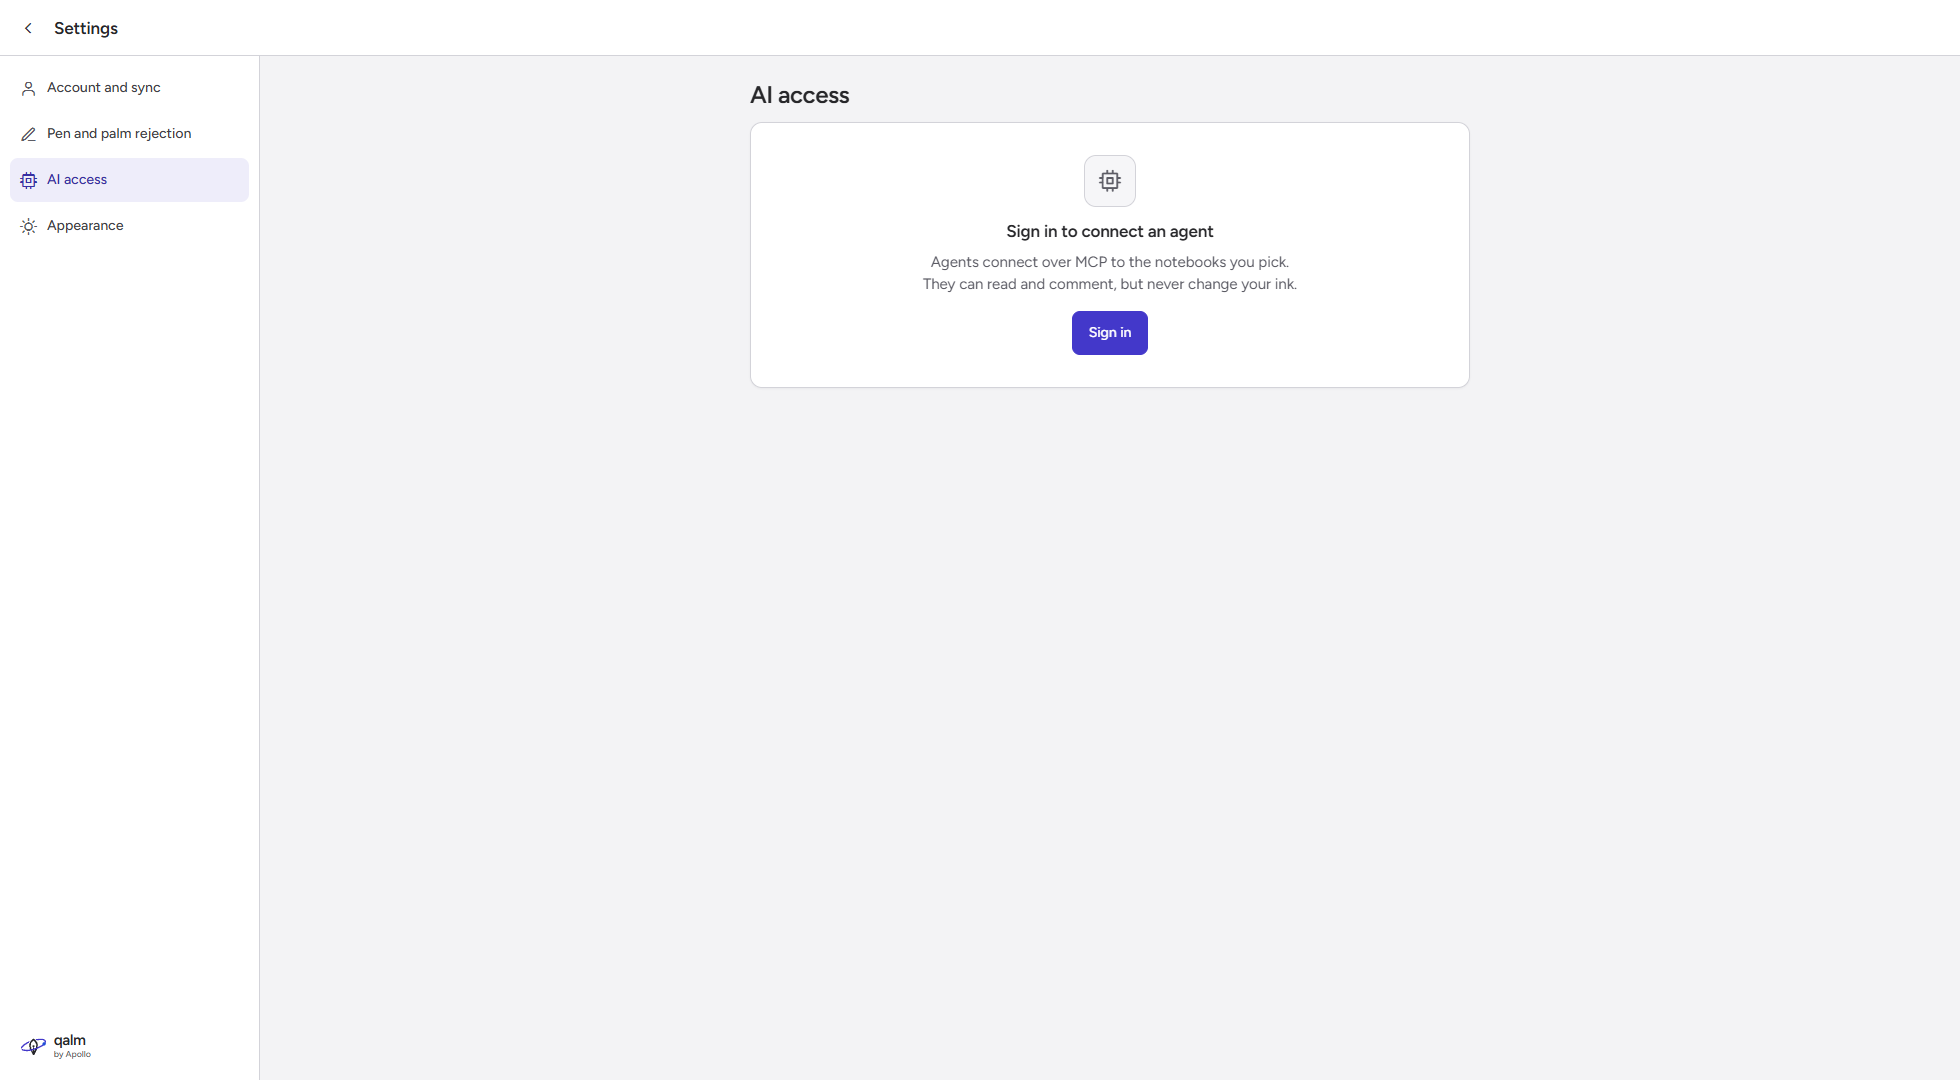 Settings
Account and sync
Pen and palm rejection
AI access
Appearance
AI access
Sign in to connect an agent
Agents connect over MCP to the notebooks you pick.
They can read and comment, but never change your ink.
Sign in
qalm
by Apollo